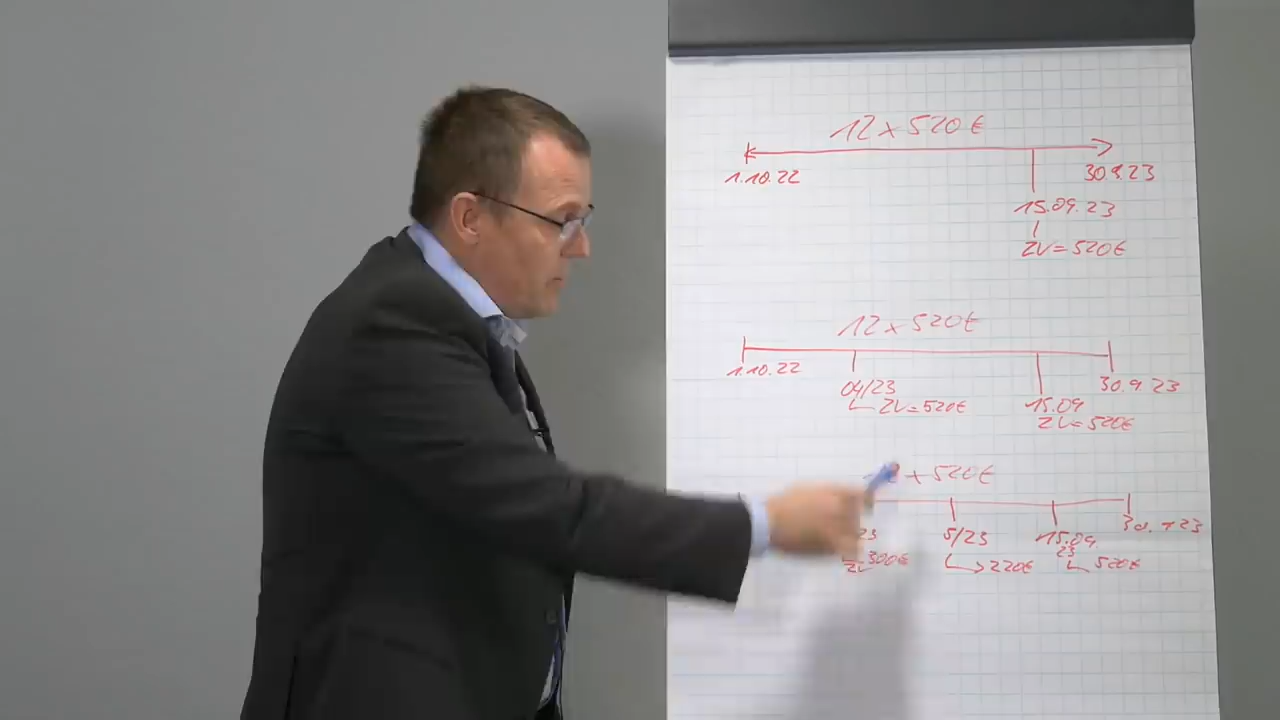 12 x 520 €
1.10.22
30.9.23
15.09.23
ZV = 520 €
12 x 520 €
1.10.22
04/23
ZV = 520 €
15.09
ZV = 520 €
30.9.23
x 520 €
23
ZV 300 €
5/23
220 €
15.09.
23
520 €
30.9.23